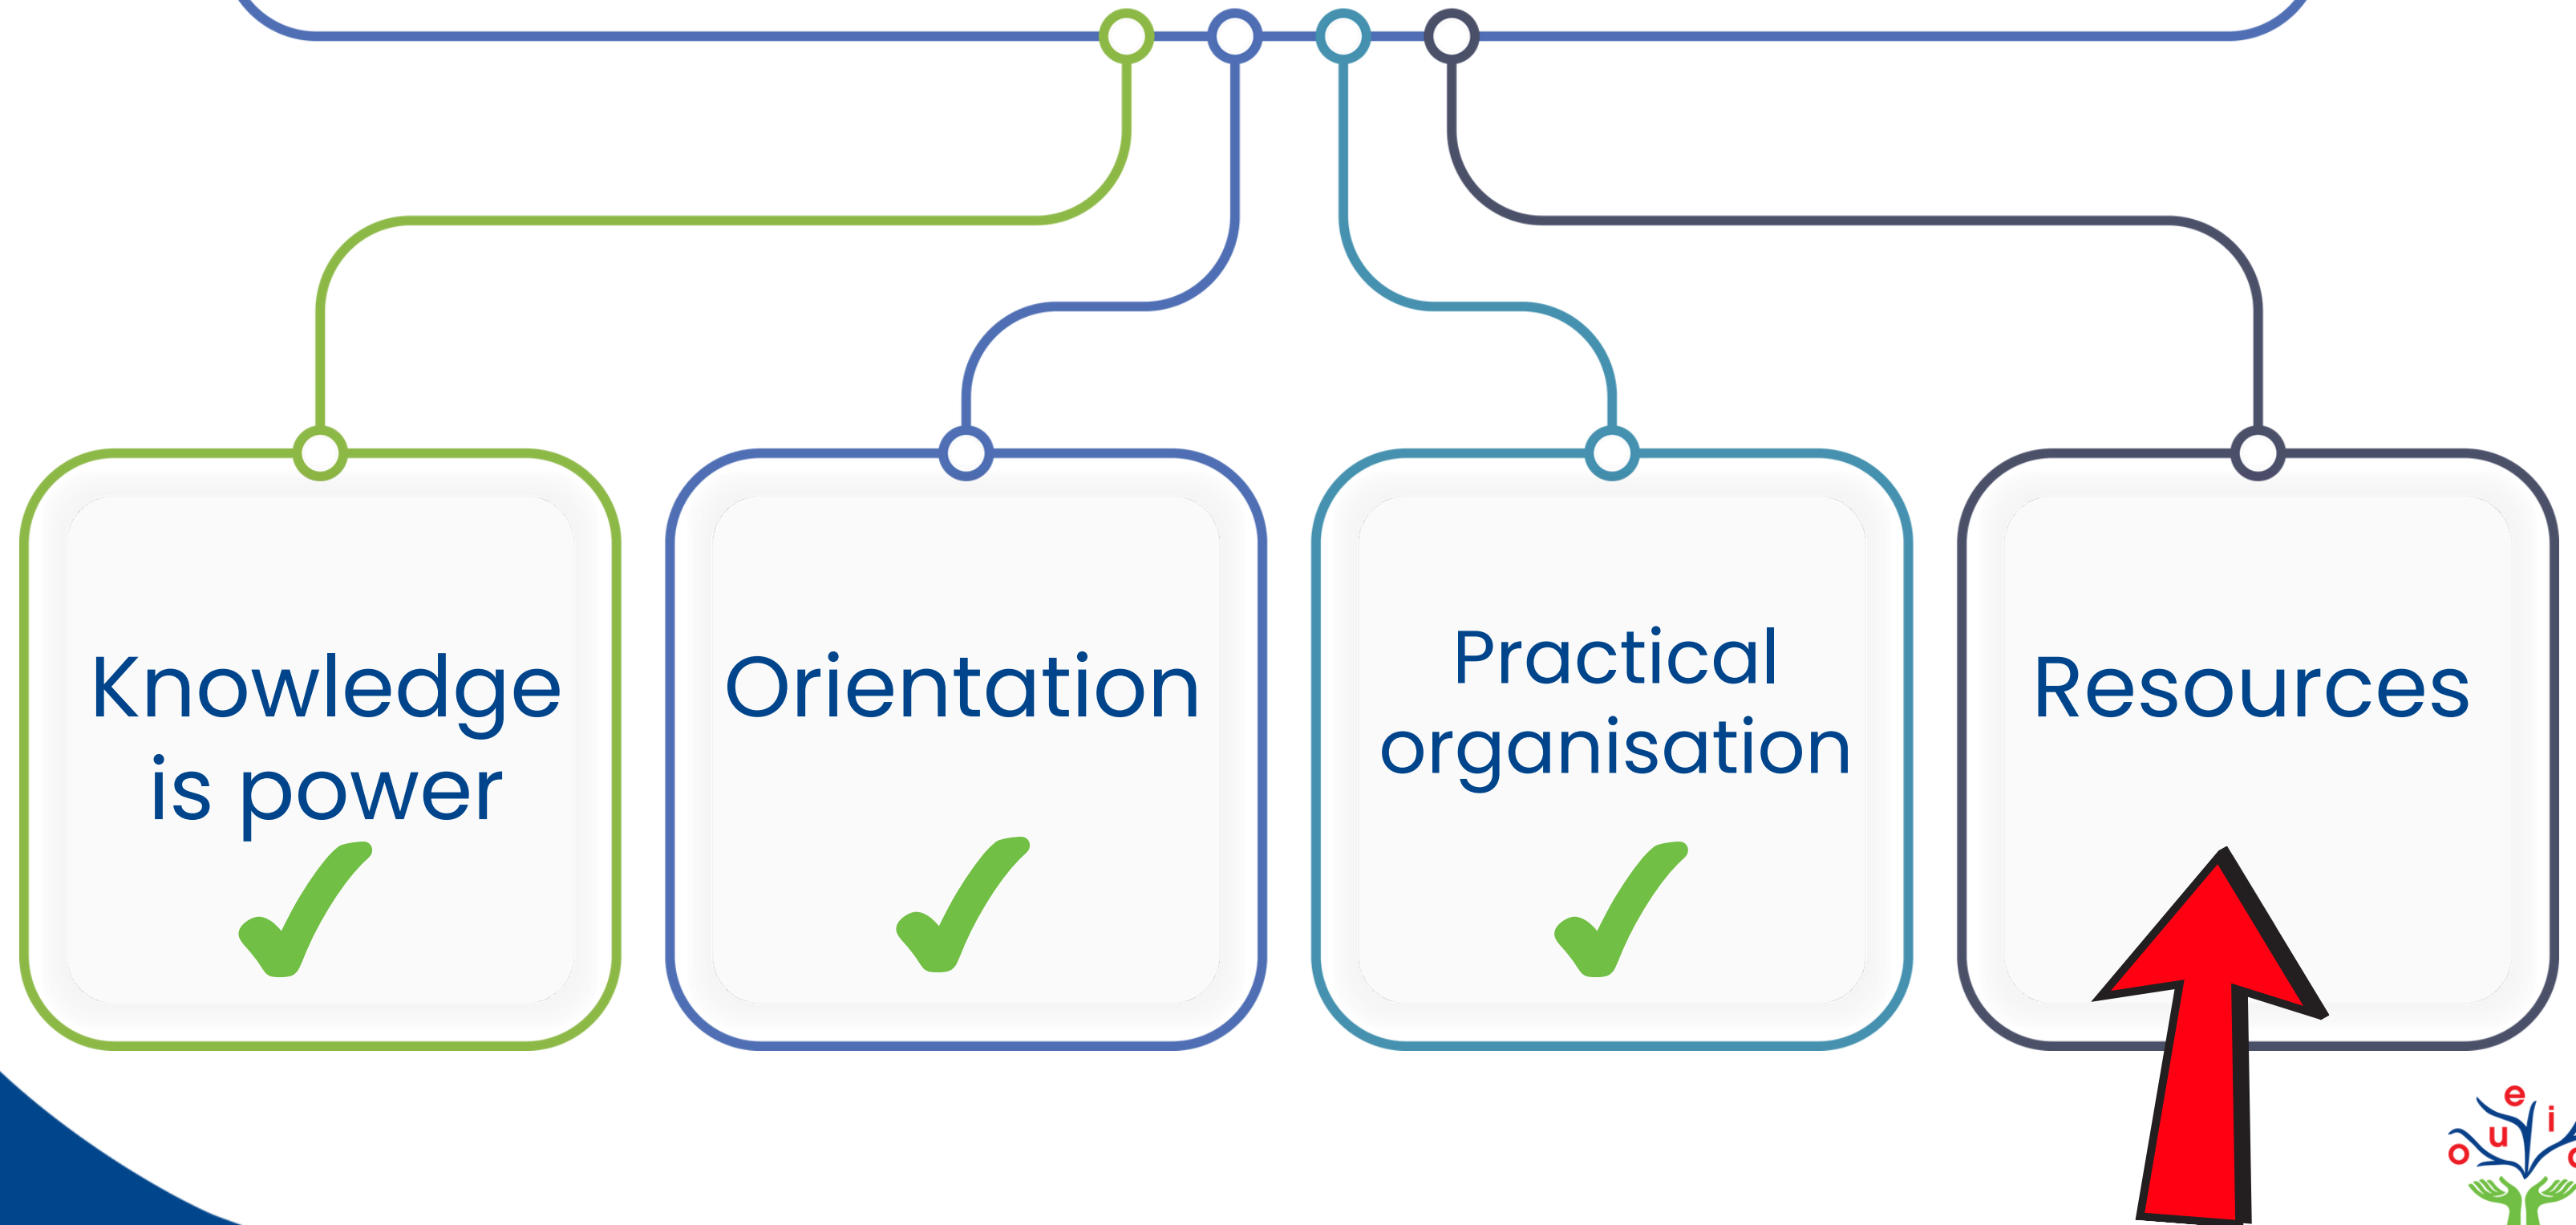 Knowledge
is power
Orientation
Practical
organisation
Resources
e
i
u
o